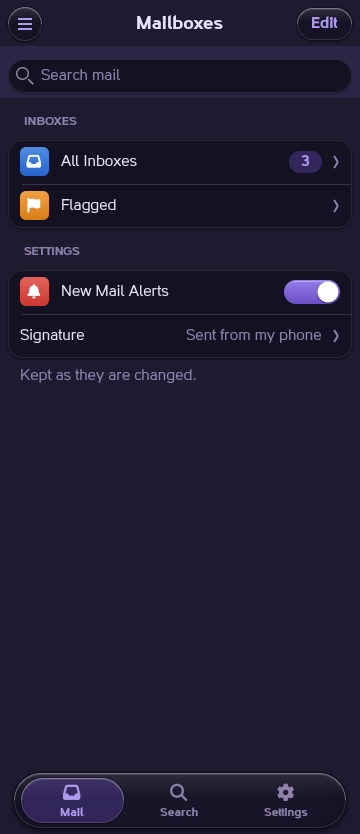 Mailboxes
Edit
Search mail
INBOXES
All Inboxes
3
Flagged
SETTINGS
New Mail Alerts
Signature
Sent from my phone
Kept as they are changed.
Mail
Search
Settings